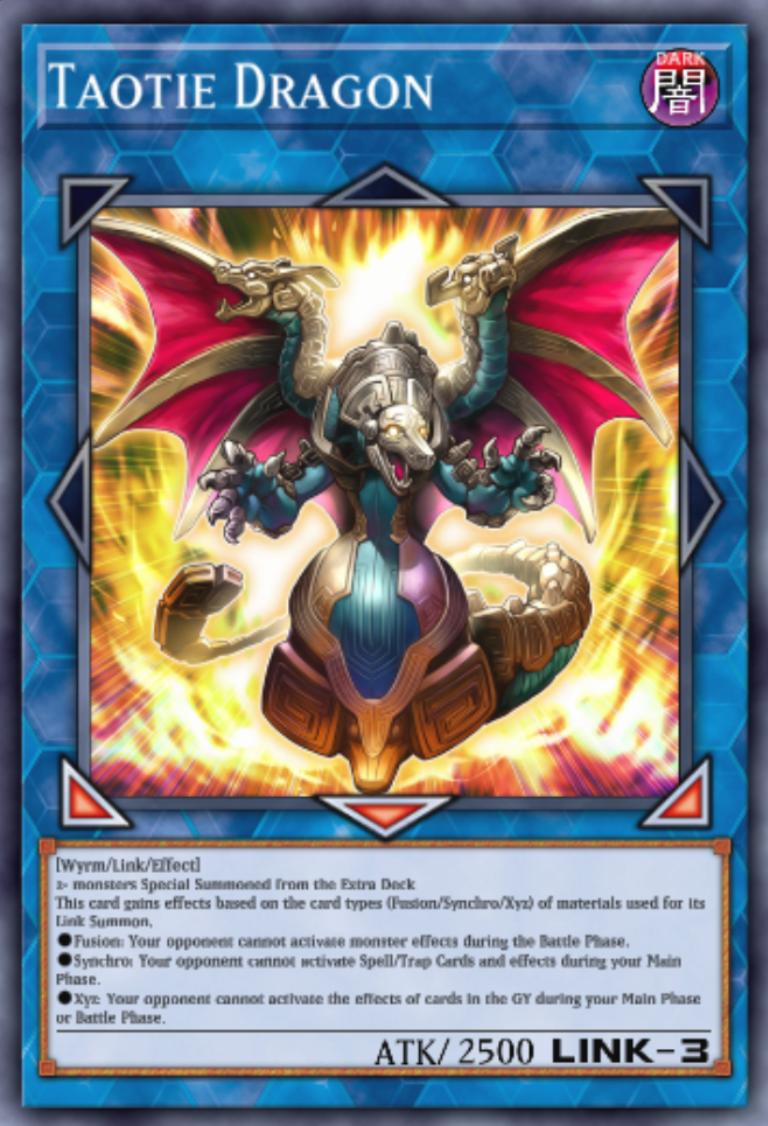 TAOTIE DRAGON
DARK
闇
[Wyrm/Link/Effect]
2+ monsters Special Summoned from the Extra Deck
This card gains effects based on the card types (Fusion/Synchro/Xyz) of materials used for its
Link Summon.
●Fusion: Your opponent cannot activate monster effects during the Battle Phase.
●Synchro: Your opponent cannot activate Spell/Trap Cards and effects during your Main
Phase.
●Xyz: Your opponent cannot activate the effects of cards in the GY during your Main Phase
or Battle Phase.
ATK/ 2500 LINK-3